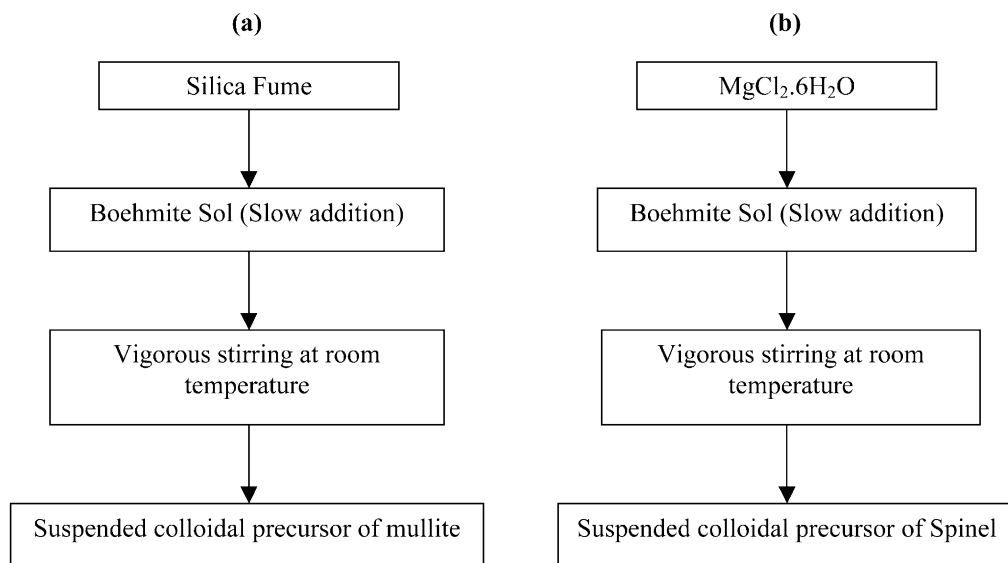 (a)
Silica Fume
Boehmite Sol (Slow addition)
Vigorous stirring at room
temperature
Suspended colloidal precursor of mullite
(b)
MgCl₂.6H₂O
Boehmite Sol (Slow addition)
Vigorous stirring at room
temperature
Suspended colloidal precursor of Spinel